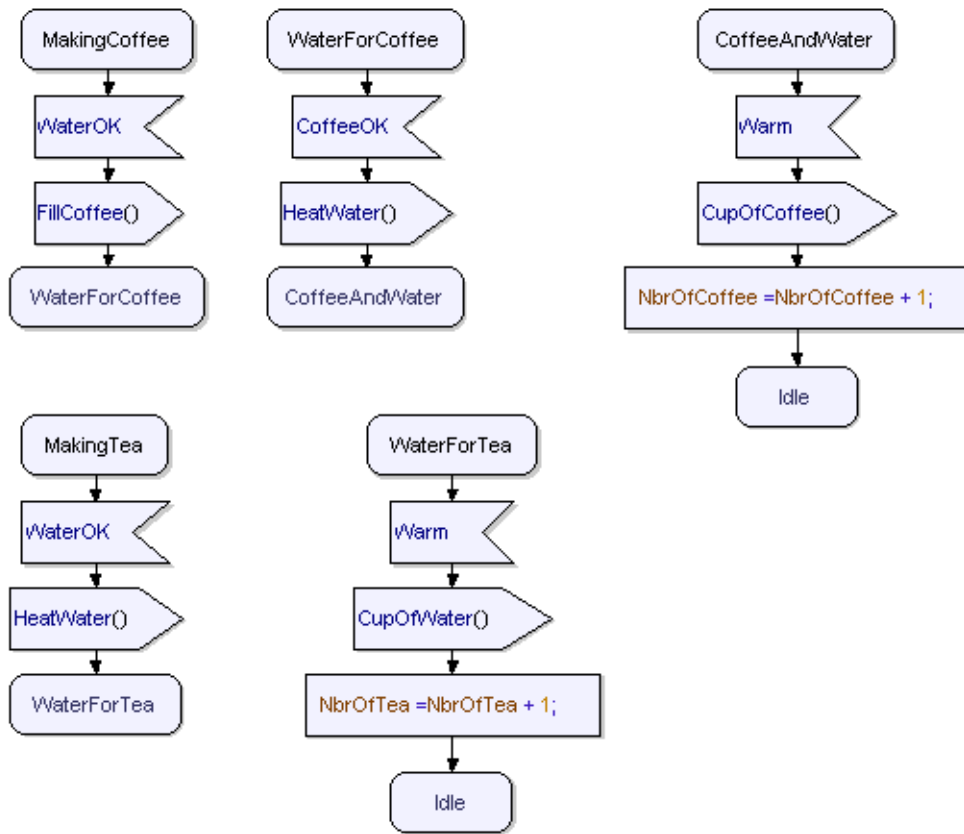 MakingCoffee
WaterOK
FillCoffee()
WaterForCoffee
WaterForCoffee
CoffeeOK
HeatWater()
CoffeeAndWater
CoffeeAndWater
Warm
CupOfCoffee()
NbrOfCoffee =NbrOfCoffee + 1;
Idle
MakingTea
WaterOK
HeatWater()
WaterForTea
WaterForTea
Warm
CupOfWater()
NbrOfTea =NbrOfTea + 1;
Idle